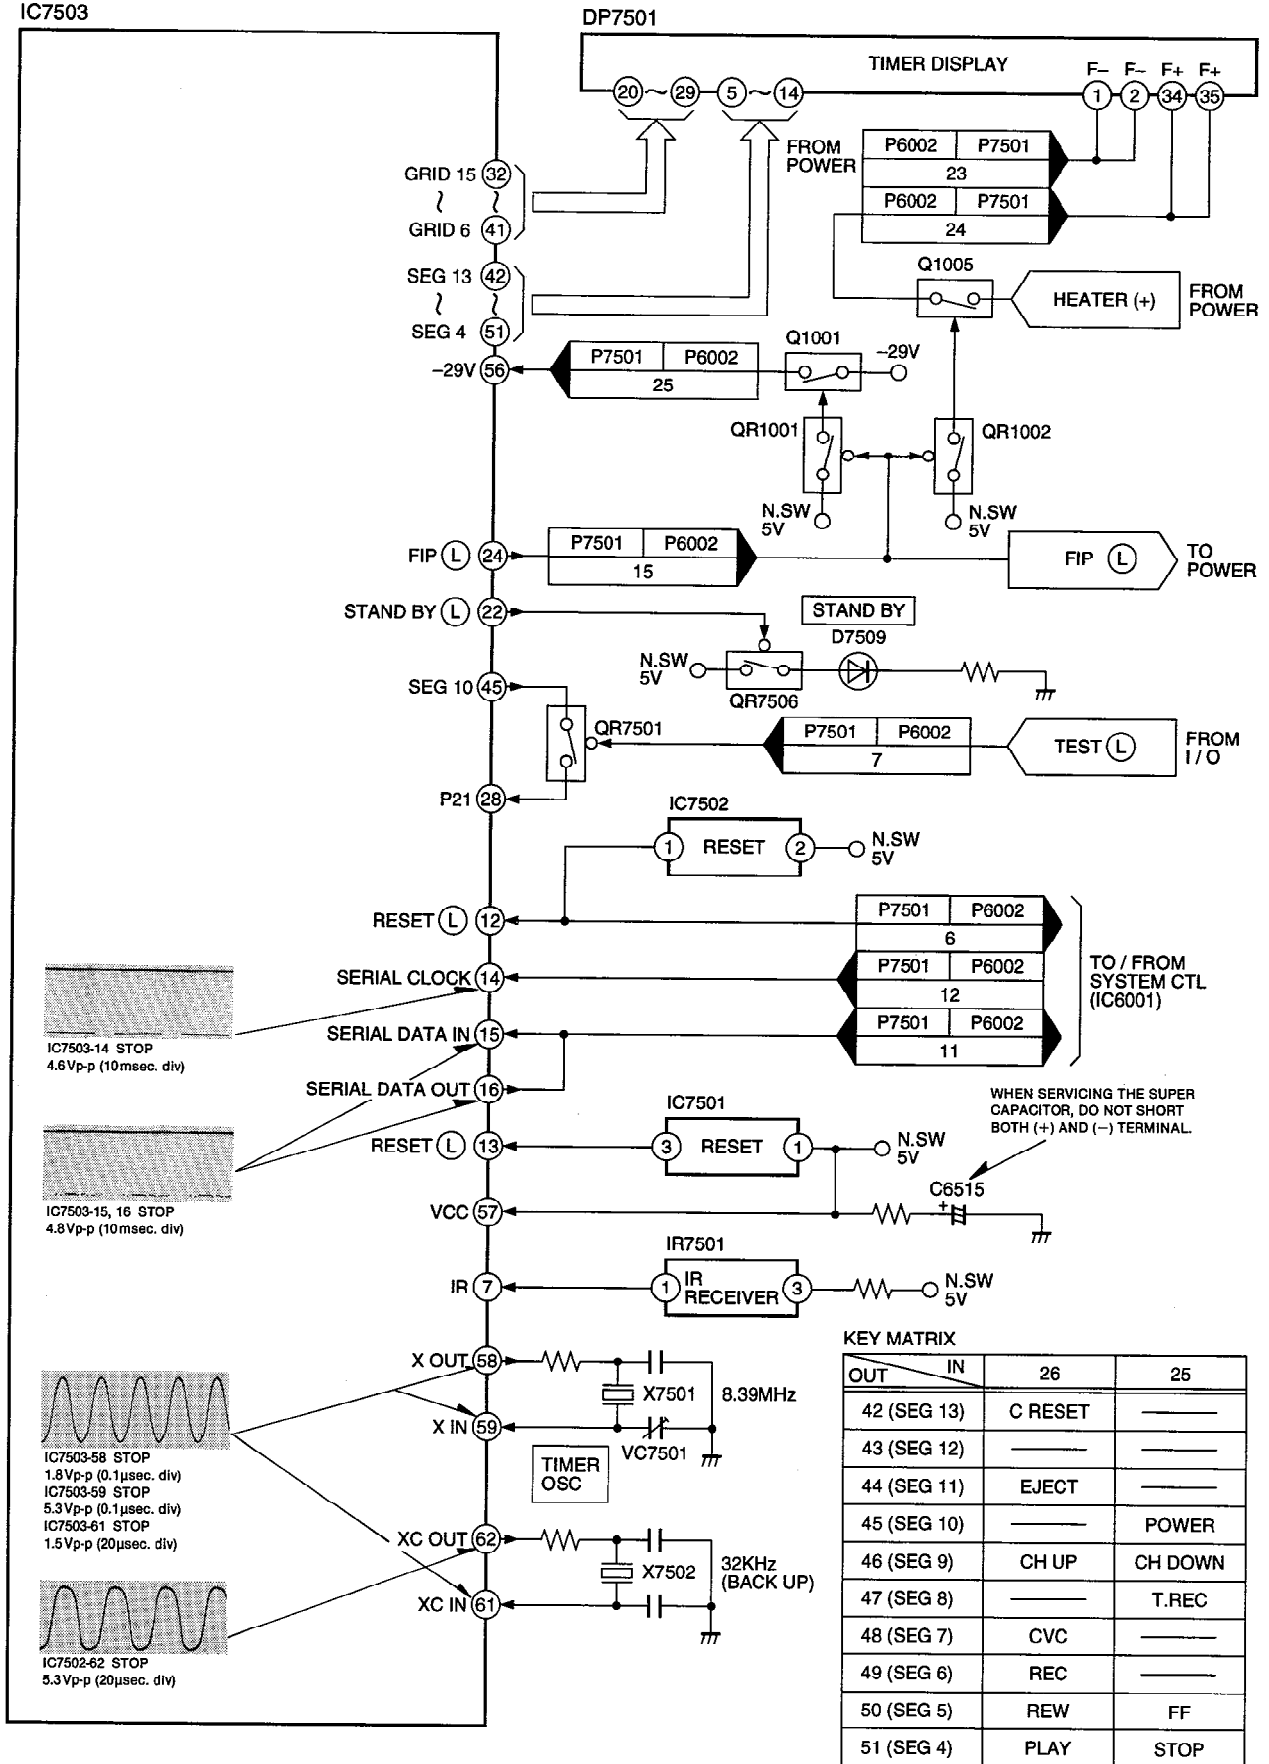 IC7503
DP7501
TIMER DISPLAY
F– F– F+ F+
20 ~ 29 5 ~ 14 1 2 34 35
FROM
POWER
P6002 P7501
23
P6002 P7501
24
GRID 15 32
GRID 6 41
SEG 13 42
SEG 4 51
–29V 56
P7501 P6002
25
Q1001
–29V
Q1005
HEATER (+)
FROM
POWER
QR1001
QR1002
N.SW
5V
N.SW
5V
FIP L 24
P7501 P6002
15
FIP L
TO
POWER
STAND BY L 22
STAND BY
D7509
N.SW
5V
QR7506
SEG 10 45
QR7501
P7501 P6002
7
TEST L
FROM
I / O
P21 28
IC7502
1 RESET 2
N.SW
5V
RESET L 12
P7501 P6002
6
SERIAL CLOCK 14
P7501 P6002
12
SERIAL DATA IN 15
P7501 P6002
11
TO / FROM
SYSTEM CTL
(IC6001)
SERIAL DATA OUT 16
IC7503-14 STOP
4.6Vp-p (10msec. div)
IC7503-15, 16 STOP
4.8Vp-p (10msec. div)
WHEN SERVICING THE SUPER
CAPACITOR, DO NOT SHORT
BOTH (+) AND (–) TERMINAL.
RESET L 13
IC7501
3 RESET 1
N.SW
5V
VCC 57
C6515
+
IR 7
IR7501
1 IR
RECEIVER 3
N.SW
5V
X OUT 58
X7501
8.39MHz
X IN 59
VC7501
TIMER
OSC
IC7503-58 STOP
1.8Vp-p (0.1µsec. div)
IC7503-59 STOP
5.3Vp-p (0.1µsec. div)
IC7503-61 STOP
1.5Vp-p (20µsec. div)
XC OUT 62
X7502
32KHz
(BACK UP)
XC IN 61
IC7502-62 STOP
5.3Vp-p (20µsec. div)
KEY MATRIX
OUT IN 26 25
42 (SEG 13) C RESET ———
43 (SEG 12) ——— ———
44 (SEG 11) EJECT ———
45 (SEG 10) ——— POWER
46 (SEG 9) CH UP CH DOWN
47 (SEG 8) ——— T.REC
48 (SEG 7) CVC ———
49 (SEG 6) REC ———
50 (SEG 5) REW FF
51 (SEG 4) PLAY STOP